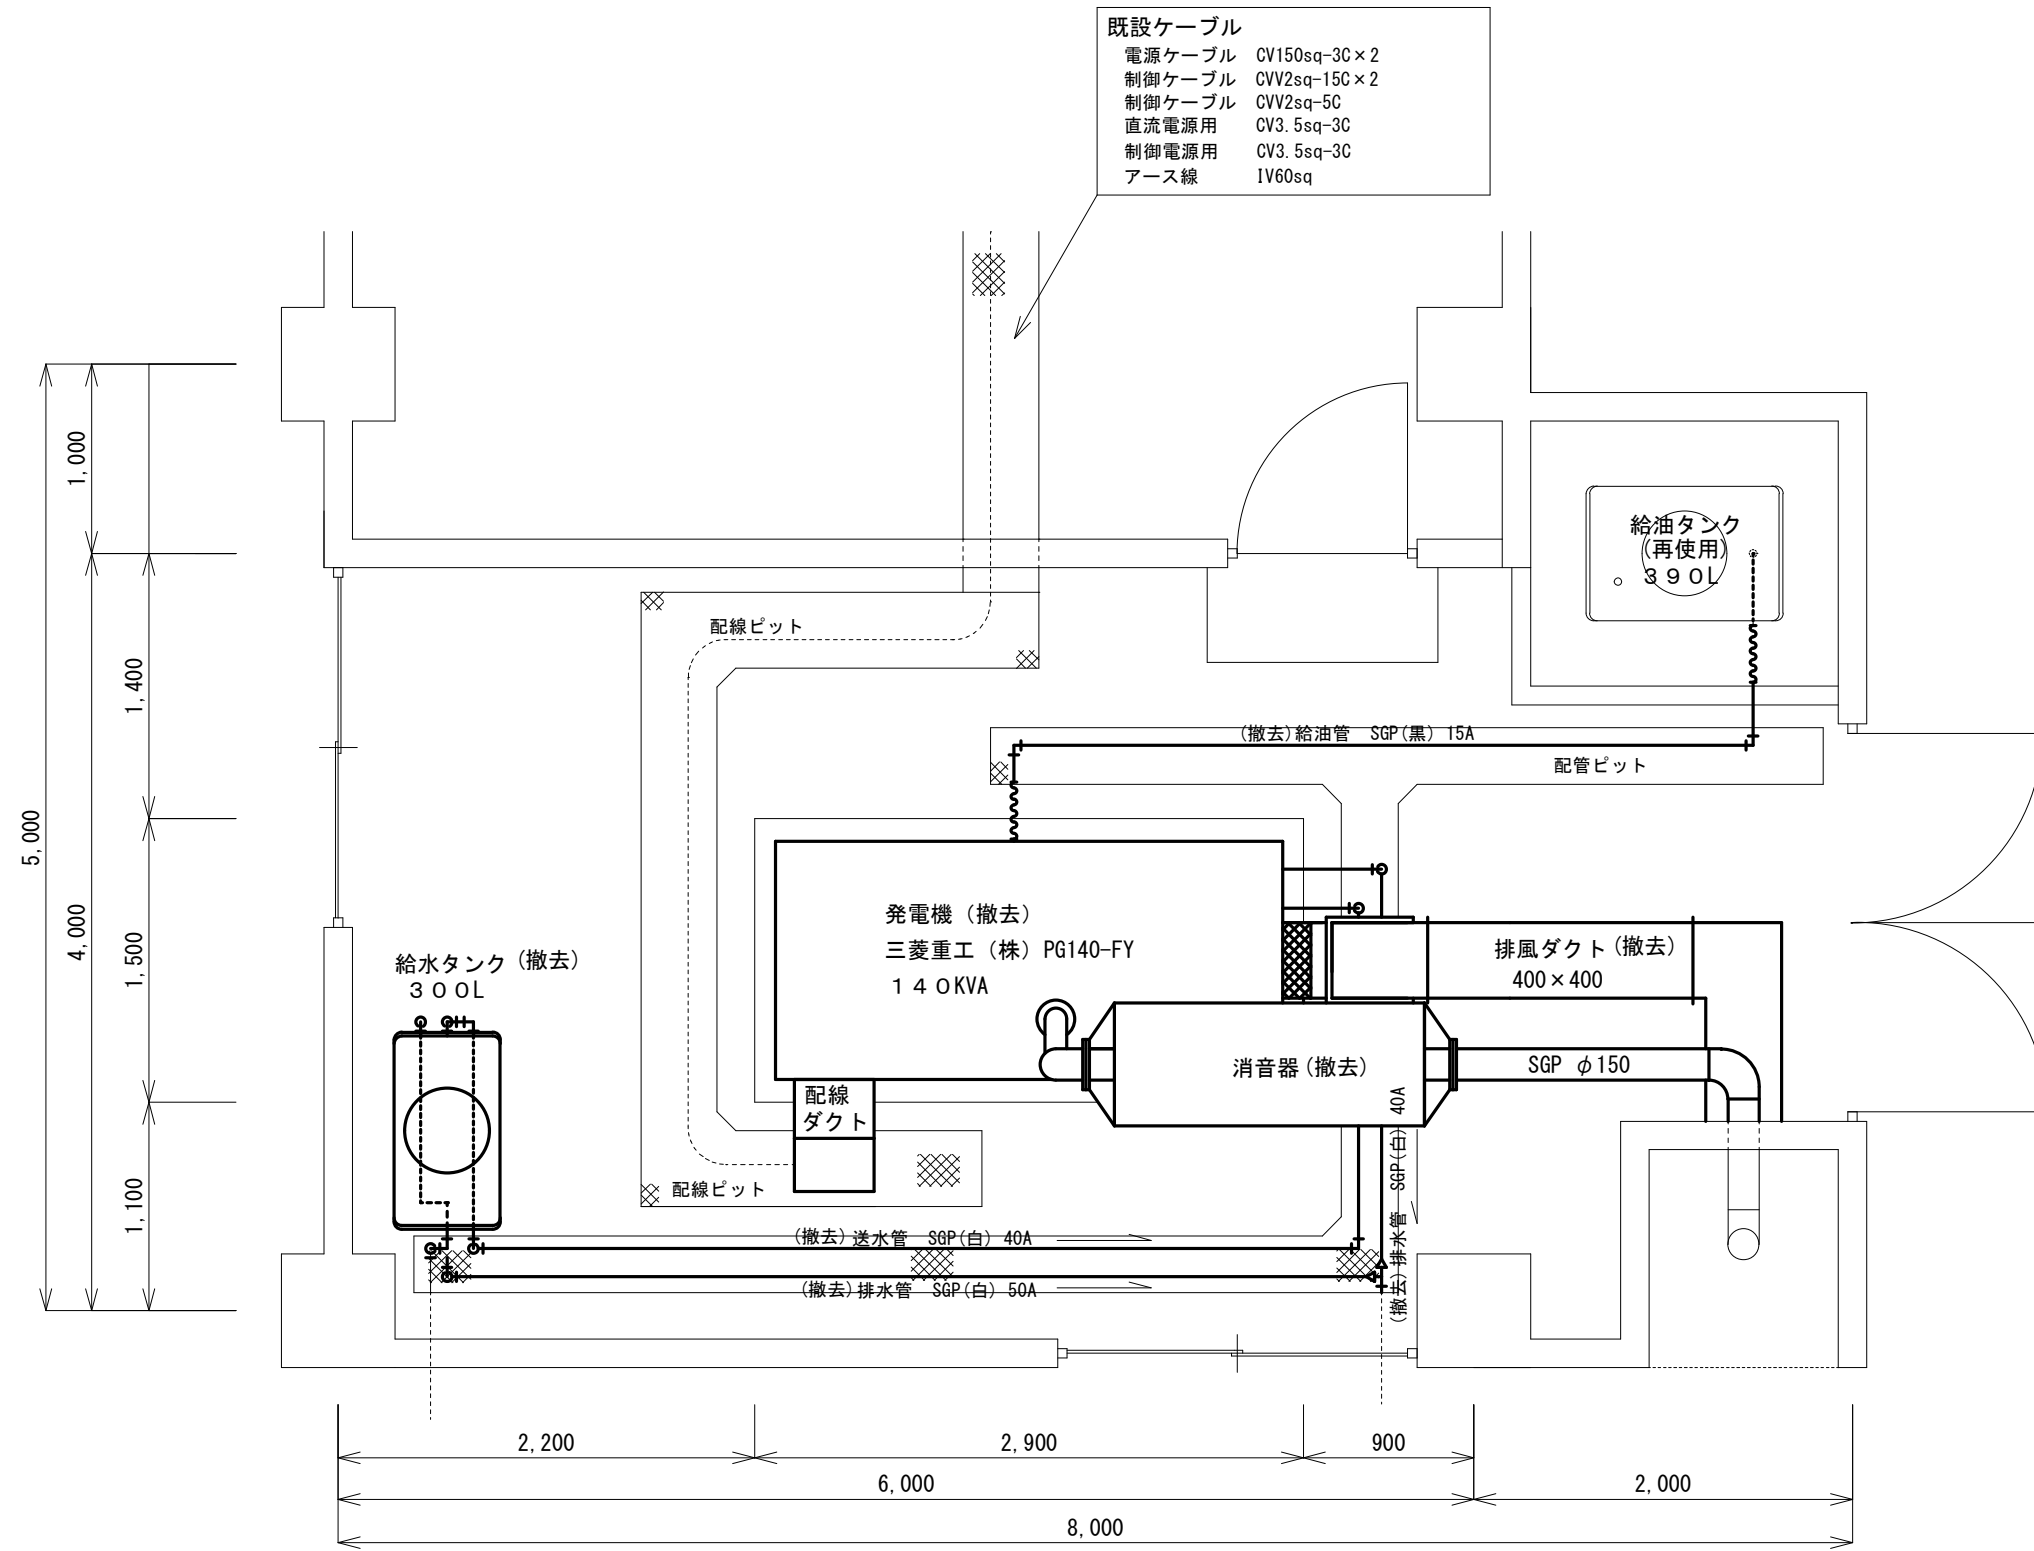 既設ケーブル
電源ケーブル CV150sq-3C×2
制御ケーブル CVV2sq-15C×2
制御ケーブル CVV2sq-5C
直流電源用 CV3.5sq-3C
制御電源用 CV3.5sq-3C
アース線 IV60sq
1,000
給油タンク
(再使用)
３９０L
配線ピット
1,400
(撤去)給油管 SGP(黒) 15A
配管ピット
5,000
4,000
1,500
発電機（撤去）
三菱重工（株）PG140-FY
１４０KVA
排風ダクト(撤去)
400×400
給水タンク(撤去)
３００L
消音器(撤去)
SGP φ150
配線
ダクト
(撤去)排水管 SGP(白) 40A
1,100
配線ピット
(撤去)送水管 SGP(白) 40A
(撤去)排水管 SGP(白) 50A
2,200
2,900
900
6,000
2,000
8,000